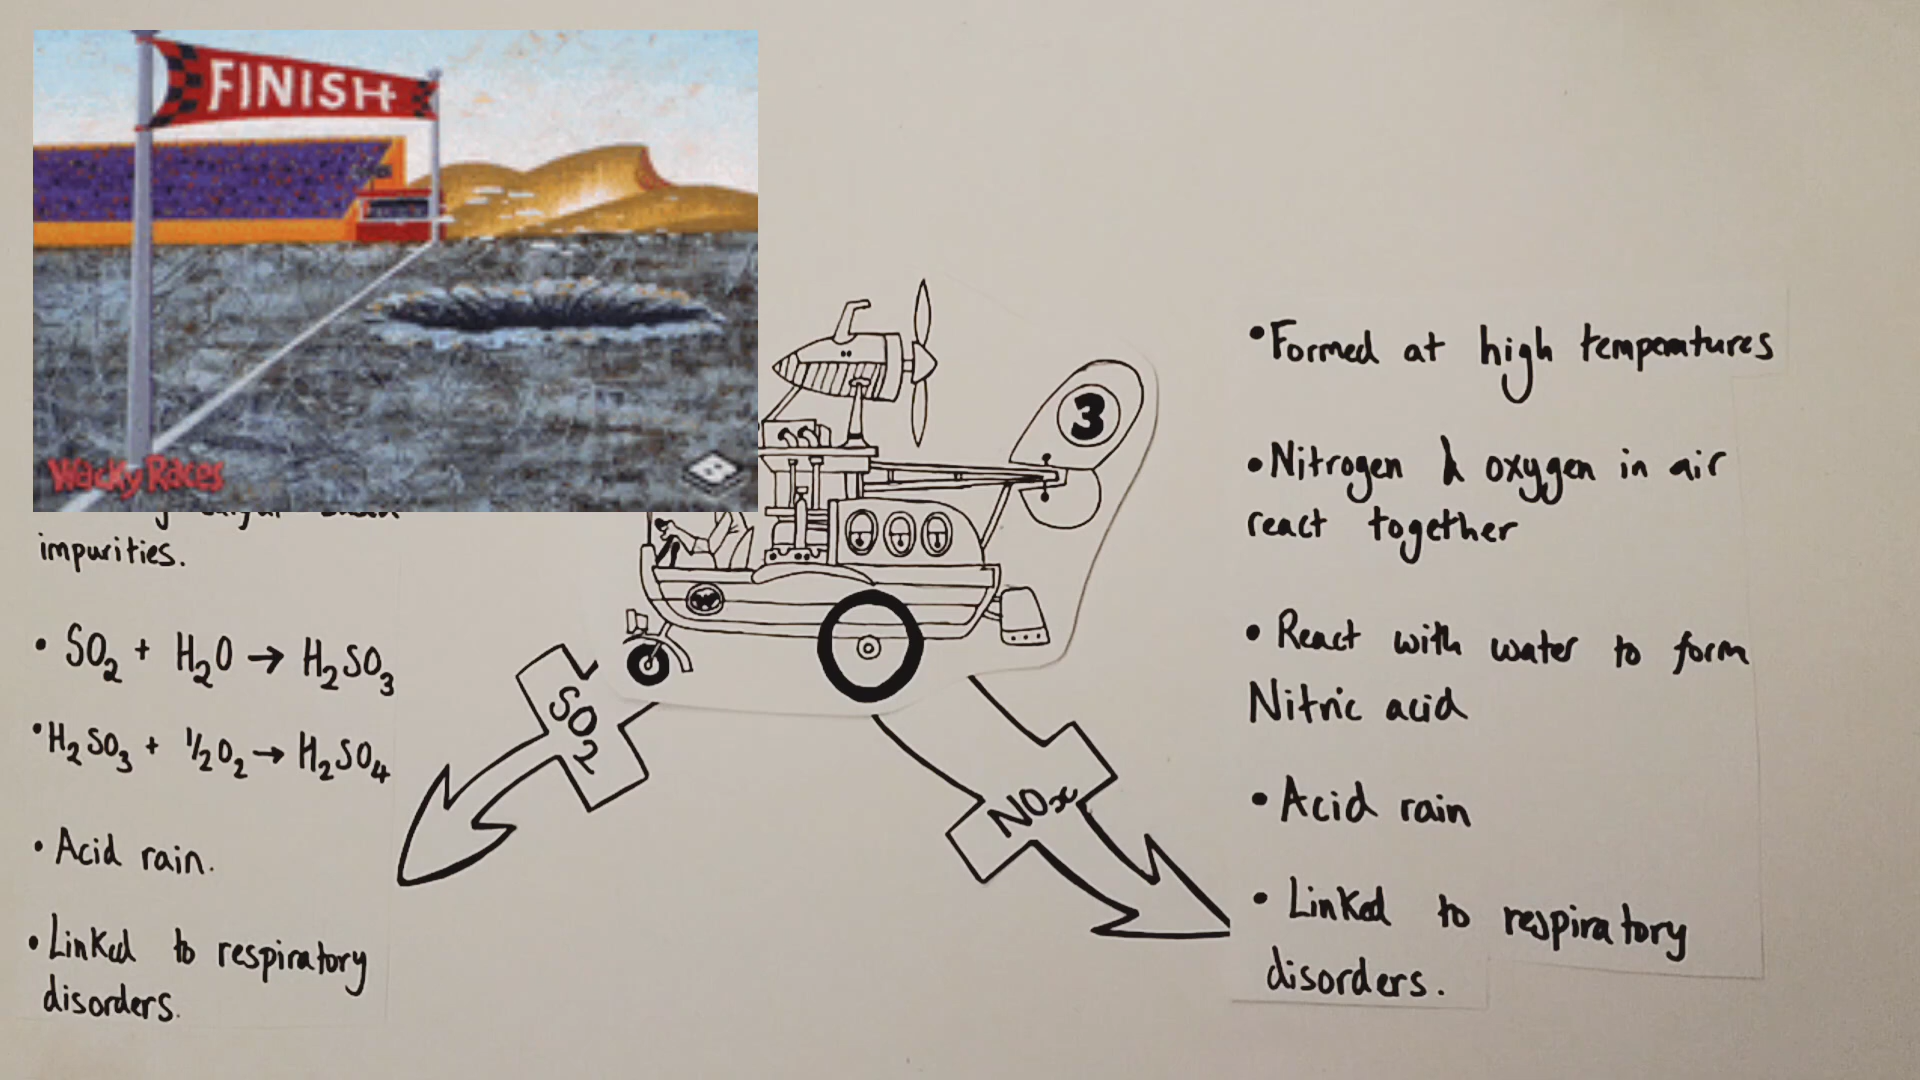 FINISH
Wacky Races
B
impurities.
• SO2 + H2O → H2SO3
• H2SO3 + 1/2O2 → H2SO4
• Acid rain.
• Linked to respiratory
disorders.
3
SO2
NOx
• Formed at high temperatures
• Nitrogen & oxygen in air
react together
• React with water to form
Nitric acid
• Acid rain
• Linked to respiratory
disorders.